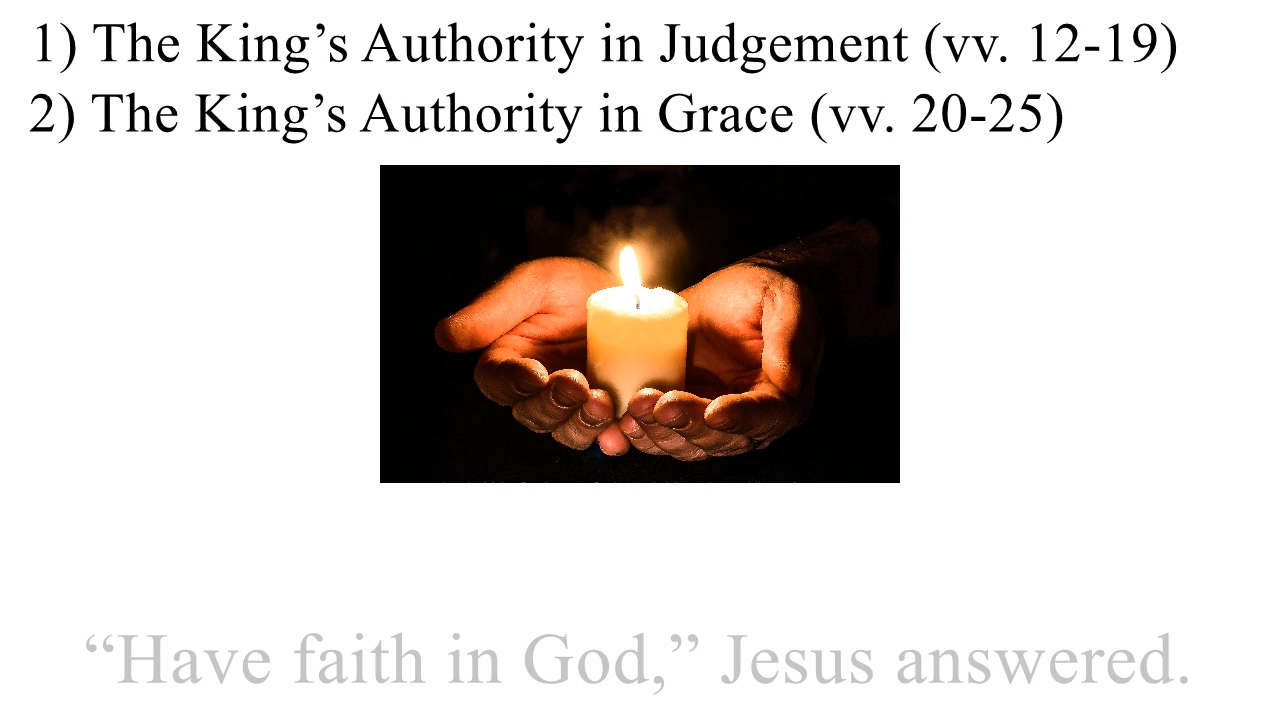 1) The King’s Authority in Judgement (vv. 12-19)
2) The King’s Authority in Grace (vv. 20-25)
“Have faith in God,” Jesus answered.